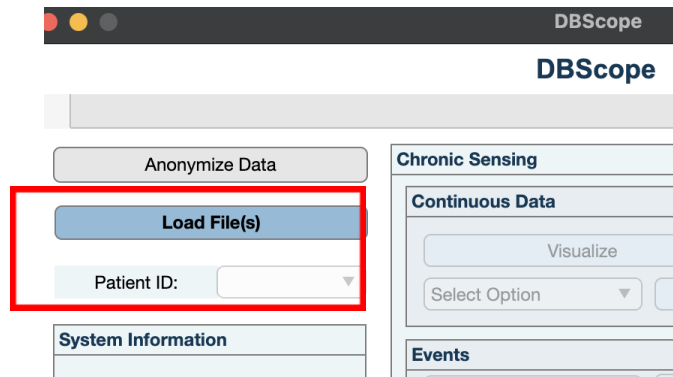 DBScope
DBScope
Anonymize Data
Load File(s)
Patient ID:
System Information
Chronic Sensing
Continuous Data
Visualize
Select Option
Events